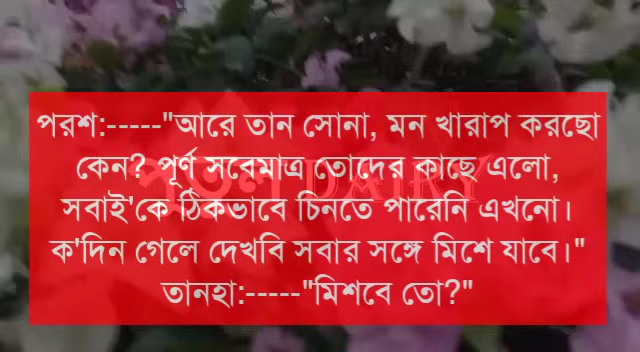 পরশ:-----"আরে তান সোনা, মন খারাপ করছো
কেন? পূর্ণ সবেমাত্র তোদের কাছে এলো,
সবাই'কে ঠিকভাবে চিনতে পারেনি এখনো।
ক'দিন গেলে দেখবি সবার সঙ্গে মিশে যাবে।"
তানহা:-----"মিশবে তো?"